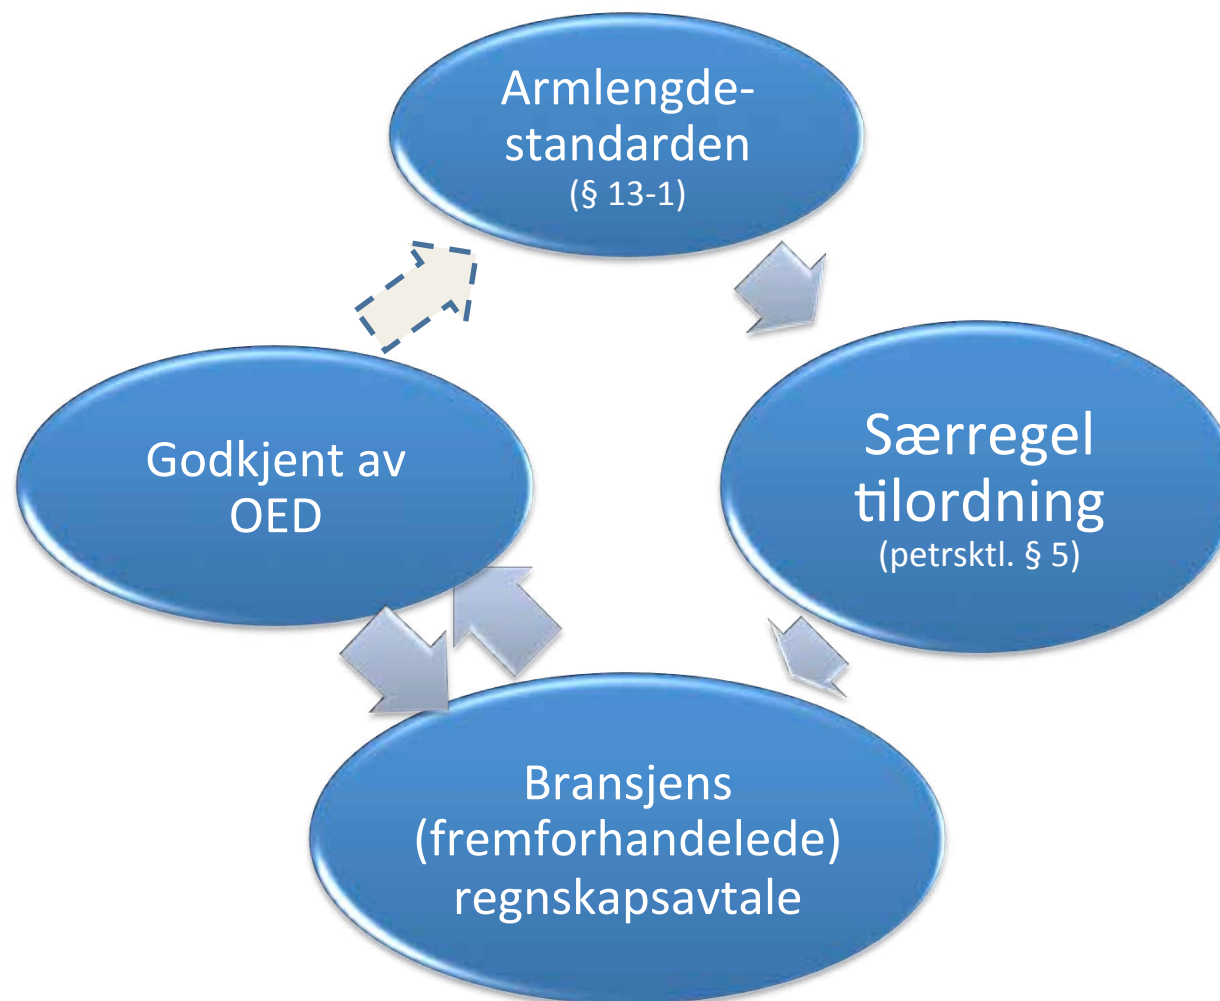 Armlengde-
standarden
(§ 13-1)
Særregel
tilordning
(petrsktl. § 5)
Bransjens
(fremforhandelede)
regnskapsavtale
Godkjent av
OED